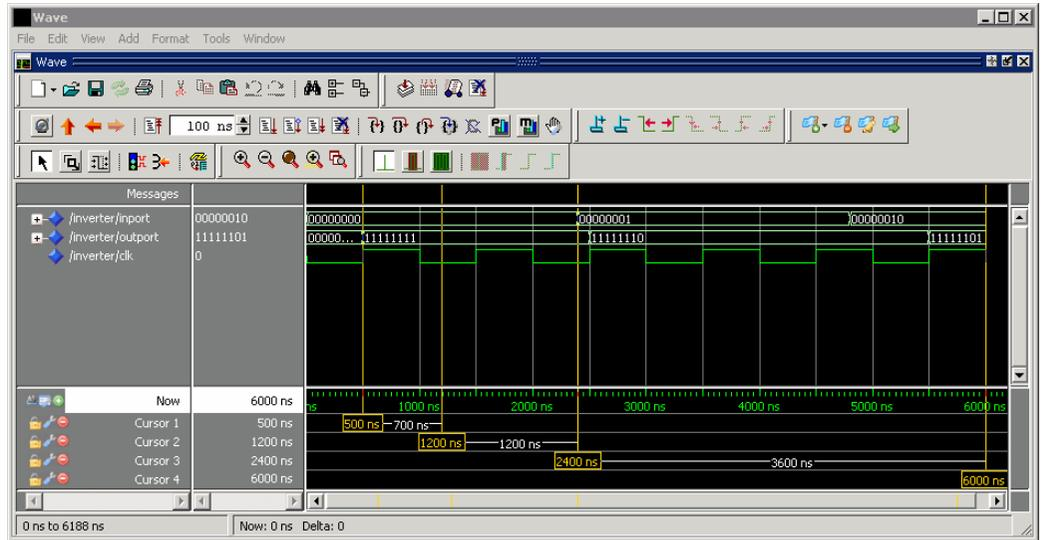 Wave
File Edit View Add Format Tools Window
Wave
100 ns
Messages
/inverter/inport 00000010 00000000 00000001 00000010
/inverter/outport 11111101 00000... 11111111 11111110 11111101
/inverter/clk 0
Now 6000 ns ns 1000 ns 2000 ns 3000 ns 4000 ns 5000 ns 6000 ns
Cursor 1 500 ns 500 ns 700 ns
Cursor 2 1200 ns 1200 ns 1200 ns
Cursor 3 2400 ns 2400 ns 3600 ns
Cursor 4 6000 ns 6000 ns
0 ns to 6188 ns Now: 0 ns Delta: 0